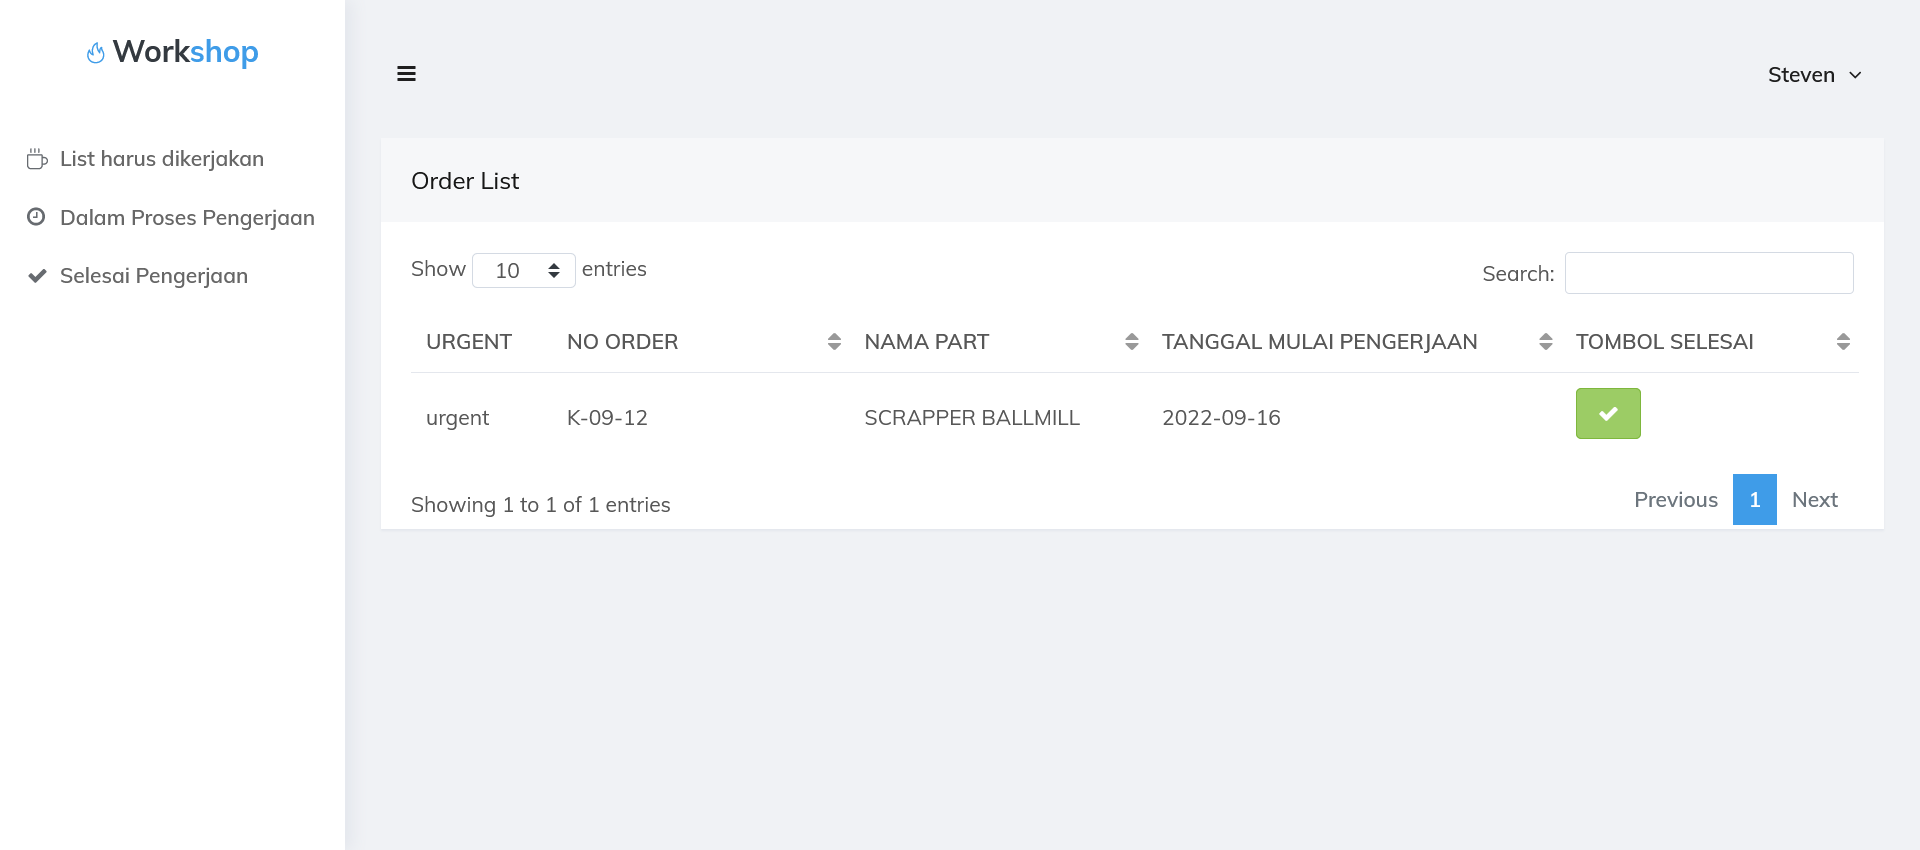 Workshop
Steven
List harus dikerjakan
Dalam Proses Pengerjaan
Selesai Pengerjaan
Order List
Show 10 entries
Search:
URGENT NO ORDER NAMA PART TANGGAL MULAI PENGERJAAN TOMBOL SELESAI
urgent K-09-12 SCRAPPER BALLMILL 2022-09-16
Showing 1 to 1 of 1 entries
Previous 1 Next